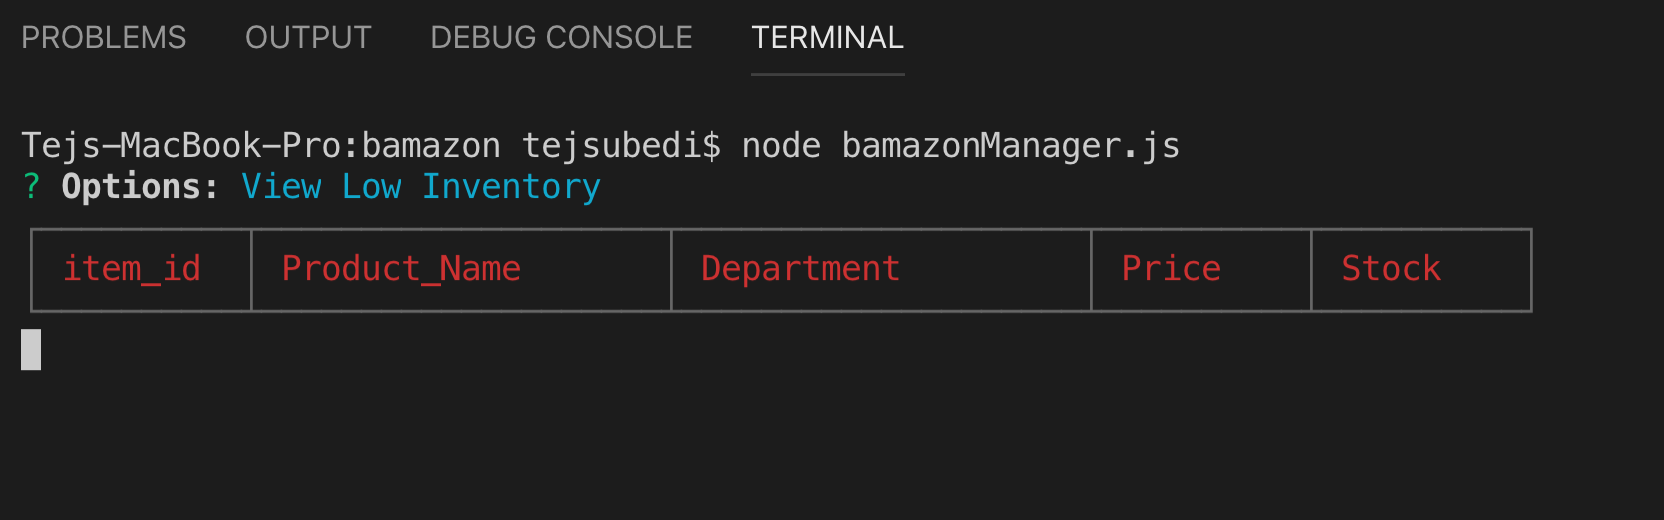 PROBLEMS OUTPUT DEBUG CONSOLE TERMINAL
Tejs-MacBook-Pro:bamazon tejsubedi$ node bamazonManager.js
? Options: View Low Inventory
item_id Product_Name Department Price Stock